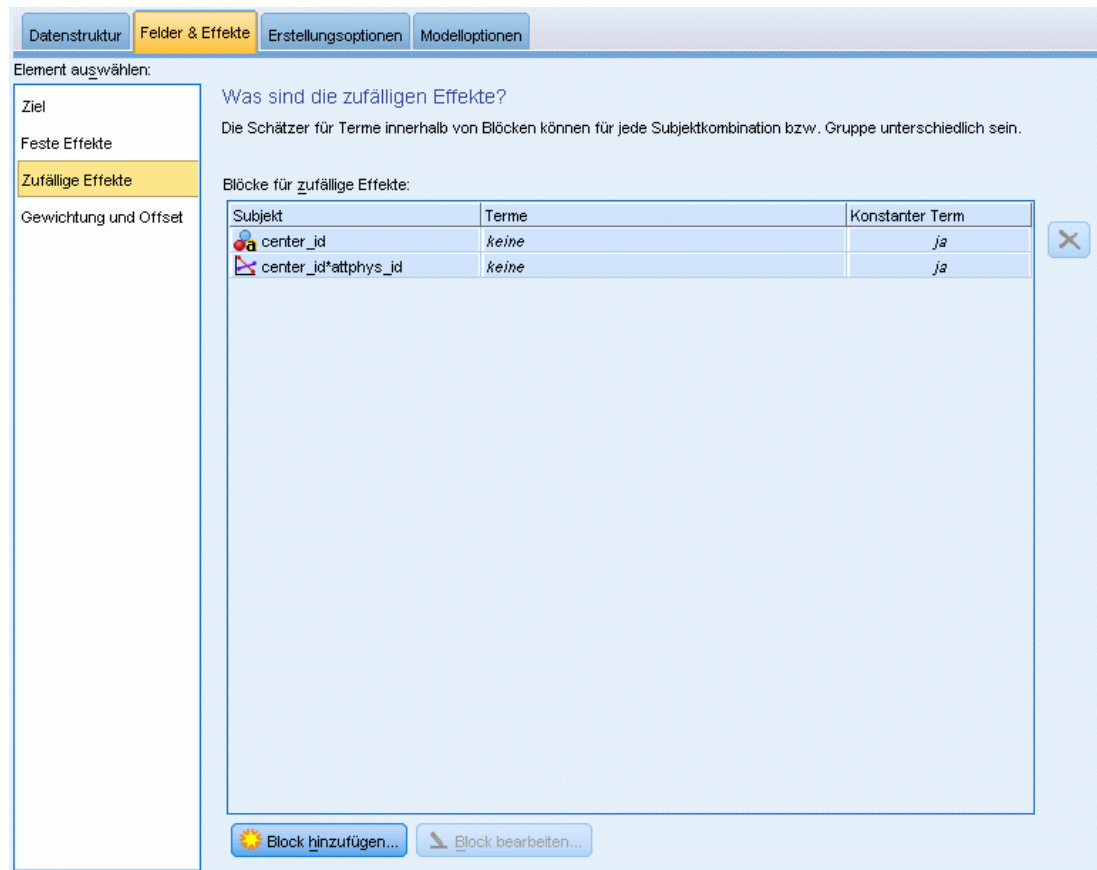 Datenstruktur Felder & Effekte Erstellungsoptionen Modelloptionen
Element auswählen:
Ziel
Feste Effekte
Zufällige Effekte
Gewichtung und Offset
Was sind die zufälligen Effekte?
Die Schätzer für Terme innerhalb von Blöcken können für jede Subjektkombination bzw. Gruppe unterschiedlich sein.
Blöcke für zufällige Effekte:
Subjekt Terme Konstanter Term
center_id keine ja
center_id*attphys_id keine ja
Block hinzufügen... Block bearbeiten...